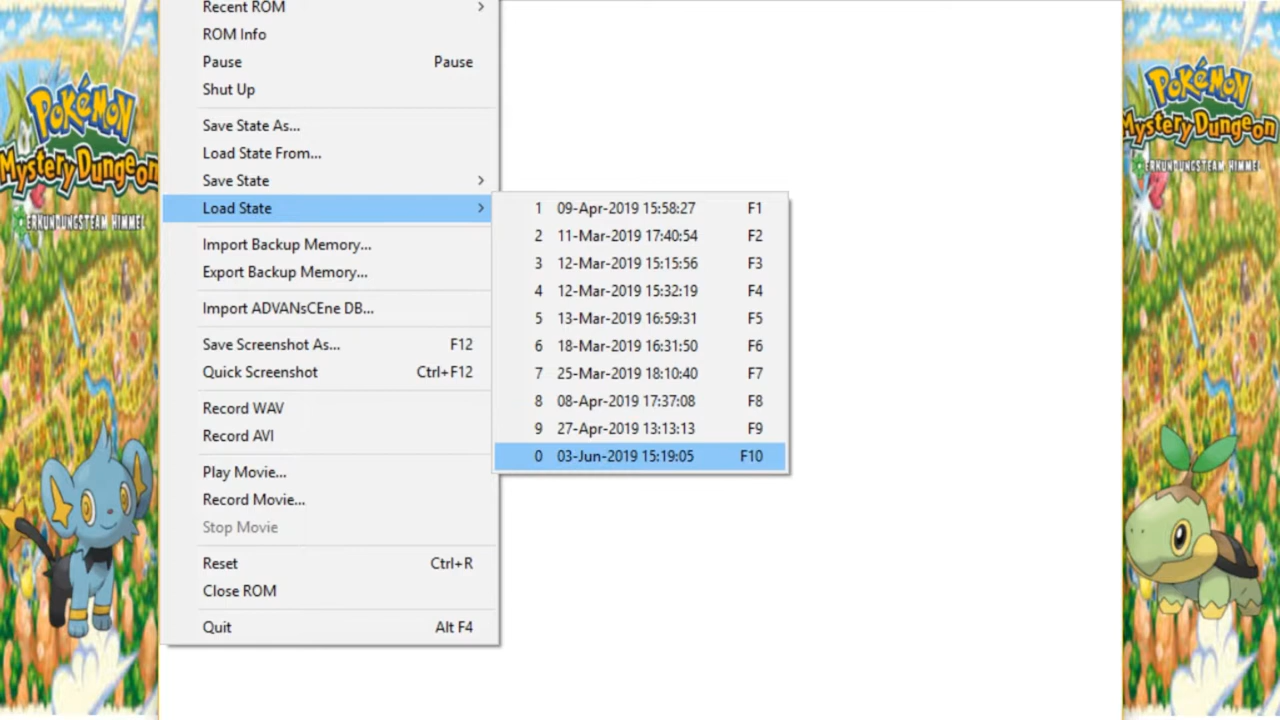 Recent ROM >
ROM Info
Pause Pause
Shut Up
Save State As...
Load State From...
Save State >
Load State >
Import Backup Memory...
Export Backup Memory...
Import ADVANsCEne DB...
Save Screenshot As... F12
Quick Screenshot Ctrl+F12
Record WAV
Record AVI
Play Movie...
Record Movie...
Stop Movie
Reset Ctrl+R
Close ROM
Quit Alt F4
1 09-Apr-2019 15:58:27 F1
2 11-Mar-2019 17:40:54 F2
3 12-Mar-2019 15:15:56 F3
4 12-Mar-2019 15:32:19 F4
5 13-Mar-2019 16:59:31 F5
6 18-Mar-2019 16:31:50 F6
7 25-Mar-2019 18:10:40 F7
8 08-Apr-2019 17:37:08 F8
9 27-Apr-2019 13:13:13 F9
0 03-Jun-2019 15:19:05 F10
POKéMON
Mystery Dungeon
ERKUNDUNGSTEAM HIMMEL
POKéMON
Mystery Dungeon
ERKUNDUNGSTEAM HIMMEL